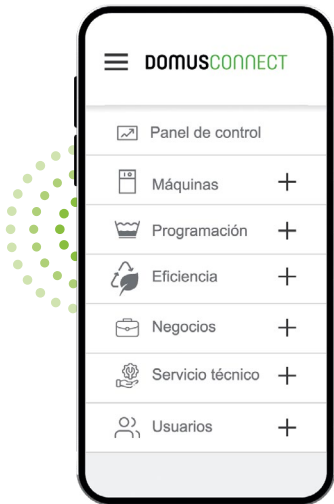 DOMUSCONNECT
Panel de control
Máquinas +
Programación +
Eficiencia +
Negocios +
Servicio técnico +
Usuarios +